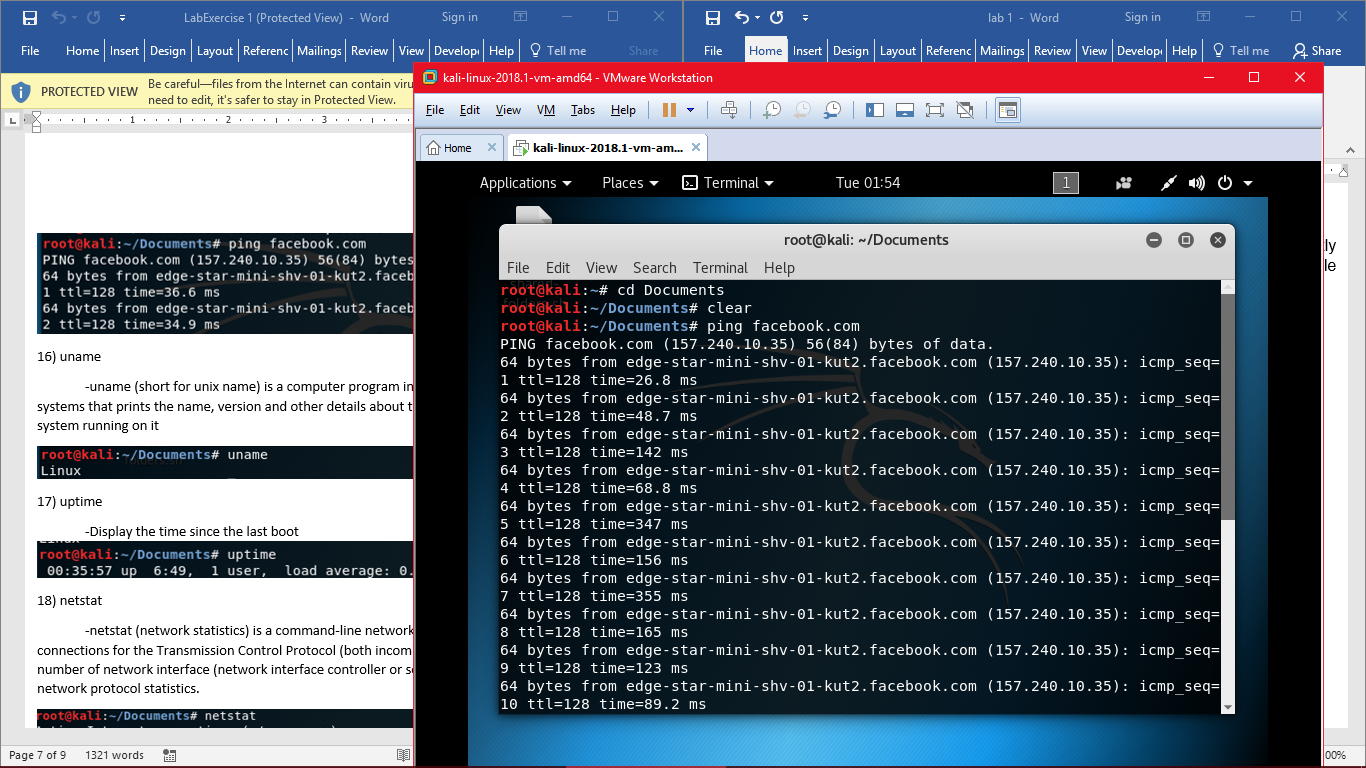 LabExercise 1 (Protected View) - Word
Sign in
File Home Insert Design Layout Referenc Mailings Review View Develop Help Tell me Share
PROTECTED VIEW
Be careful—files from the Internet can contain viru
need to edit, it's safer to stay in Protected View.
1 2 3
root@kali:~/Documents# ping facebook.com
PING facebook.com (157.240.10.35) 56(84) bytes
64 bytes from edge-star-mini-shv-01-kut2.faceb
1 ttl=128 time=36.6 ms
64 bytes from edge-star-mini-shv-01-kut2.faceb
2 ttl=128 time=34.9 ms
16) uname
-uname (short for unix name) is a computer program in
systems that prints the name, version and other details about t
system running on it
root@kali:~/Documents# uname
Linux
17) uptime
-Display the time since the last boot
root@kali:~/Documents# uptime
00:35:57 up 6:49, 1 user, load average: 0.
18) netstat
-netstat (network statistics) is a command-line network
connections for the Transmission Control Protocol (both incom
number of network interface (network interface controller or so
network protocol statistics.
root@kali:~/Documents# netstat
Page 7 of 9 1321 words
lab 1 - Word
Sign in
File Home Insert Design Layout Referenc Mailings Review View Develop Help Tell me Share
kali-linux-2018.1-vm-amd64 - VMware Workstation
File Edit View VM Tabs Help
Home kali-linux-2018.1-vm-am...
Applications Places Terminal Tue 01:54 1
root@kali: ~/Documents
File Edit View Search Terminal Help
root@kali:~# cd Documents
root@kali:~/Documents# clear
root@kali:~/Documents# ping facebook.com
PING facebook.com (157.240.10.35) 56(84) bytes of data.
64 bytes from edge-star-mini-shv-01-kut2.facebook.com (157.240.10.35): icmp_seq=
1 ttl=128 time=26.8 ms
64 bytes from edge-star-mini-shv-01-kut2.facebook.com (157.240.10.35): icmp_seq=
2 ttl=128 time=48.7 ms
64 bytes from edge-star-mini-shv-01-kut2.facebook.com (157.240.10.35): icmp_seq=
3 ttl=128 time=142 ms
64 bytes from edge-star-mini-shv-01-kut2.facebook.com (157.240.10.35): icmp_seq=
4 ttl=128 time=68.8 ms
64 bytes from edge-star-mini-shv-01-kut2.facebook.com (157.240.10.35): icmp_seq=
5 ttl=128 time=347 ms
64 bytes from edge-star-mini-shv-01-kut2.facebook.com (157.240.10.35): icmp_seq=
6 ttl=128 time=156 ms
64 bytes from edge-star-mini-shv-01-kut2.facebook.com (157.240.10.35): icmp_seq=
7 ttl=128 time=355 ms
64 bytes from edge-star-mini-shv-01-kut2.facebook.com (157.240.10.35): icmp_seq=
8 ttl=128 time=165 ms
64 bytes from edge-star-mini-shv-01-kut2.facebook.com (157.240.10.35): icmp_seq=
9 ttl=128 time=123 ms
64 bytes from edge-star-mini-shv-01-kut2.facebook.com (157.240.10.35): icmp_seq=
10 ttl=128 time=89.2 ms
ly
le
00%